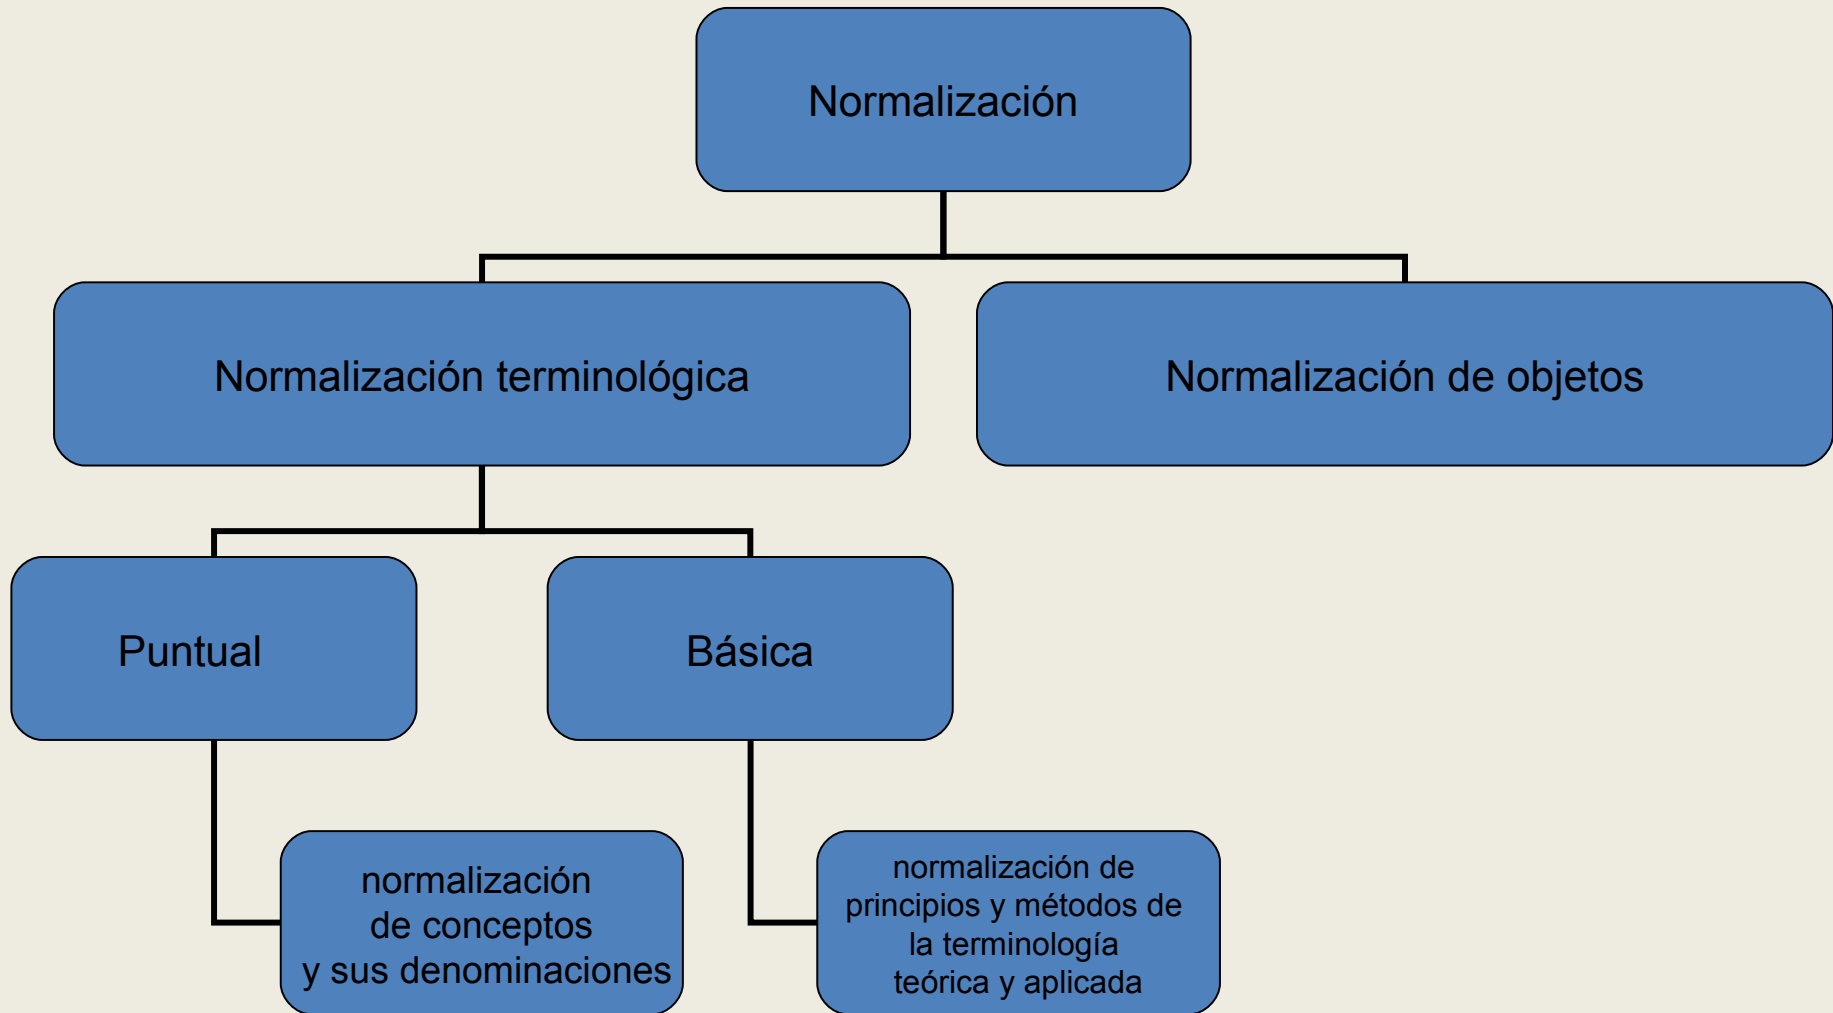 Normalización
Normalización terminológica
Normalización de objetos
Puntual
Básica
normalización
de conceptos
y sus denominaciones
normalización de
principios y métodos de
la terminología
teórica y aplicada